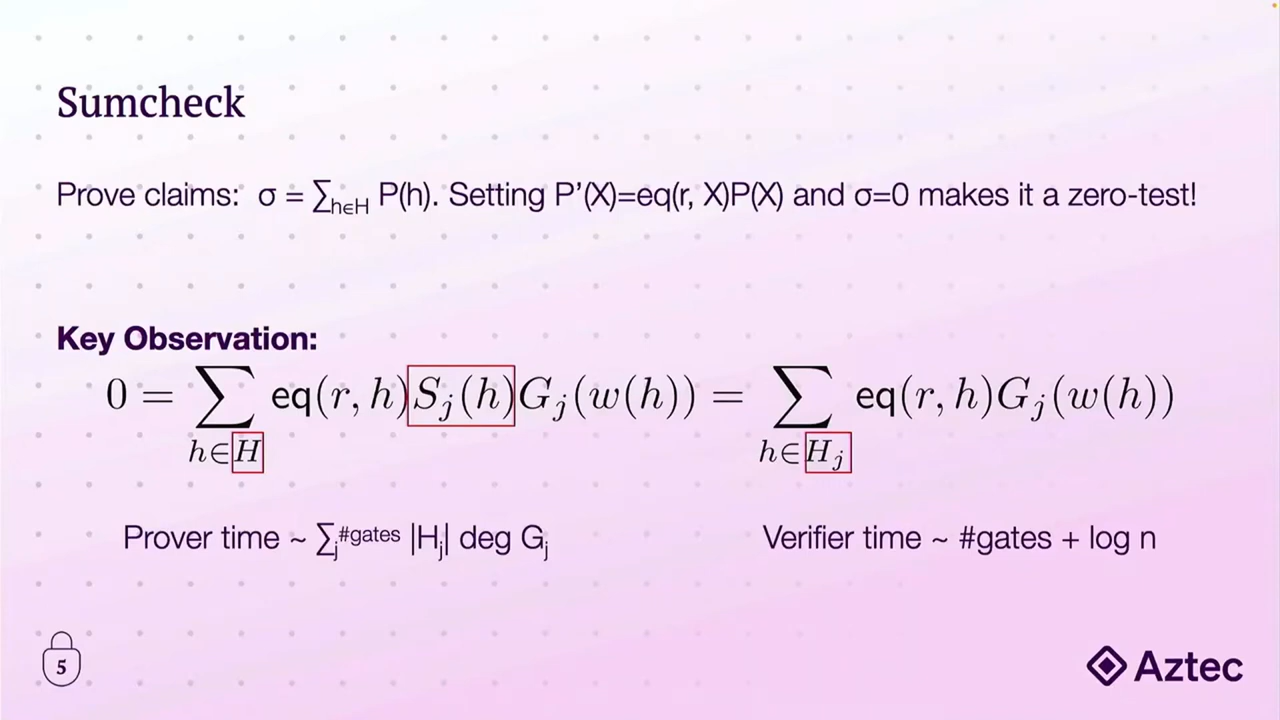 Sumcheck
Prove claims: σ = ∑h∈H P(h). Setting P’(X)=eq(r, X)P(X) and σ=0 makes it a zero-test!
Key Observation:
0 = ∑h∈H eq(r, h)Sj(h)Gj(w(h)) = ∑h∈Hj eq(r, h)Gj(w(h))
Prover time ~ ∑j#gates |Hj| deg Gj
Verifier time ~ #gates + log n
5
Aztec